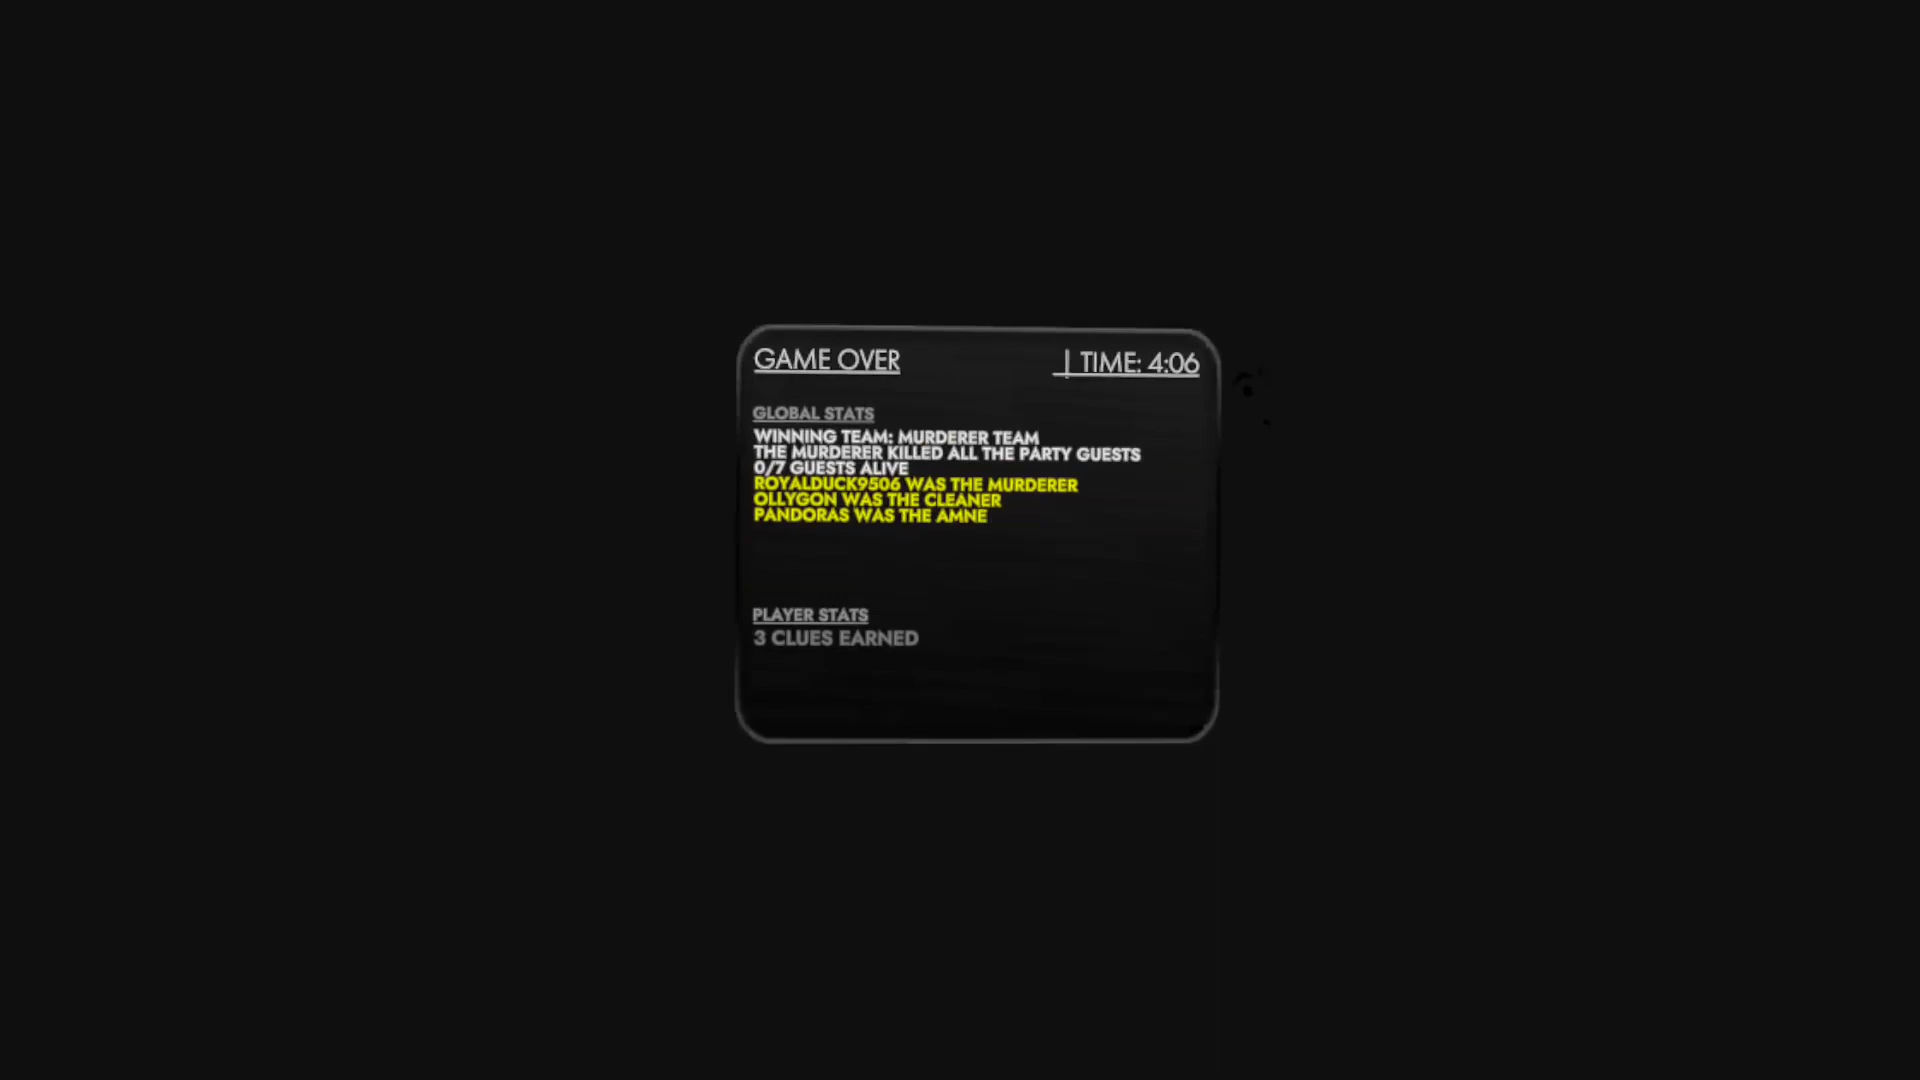 GAME OVER | TIME: 4:06
GLOBAL STATS
WINNING TEAM: MURDERER TEAM
THE MURDERER KILLED ALL THE PARTY GUESTS
0/7 GUESTS ALIVE
ROYALDUCK9506 WAS THE MURDERER
OLLYGON WAS THE CLEANER
PANDORAS WAS THE AMNE
PLAYER STATS
3 CLUES EARNED